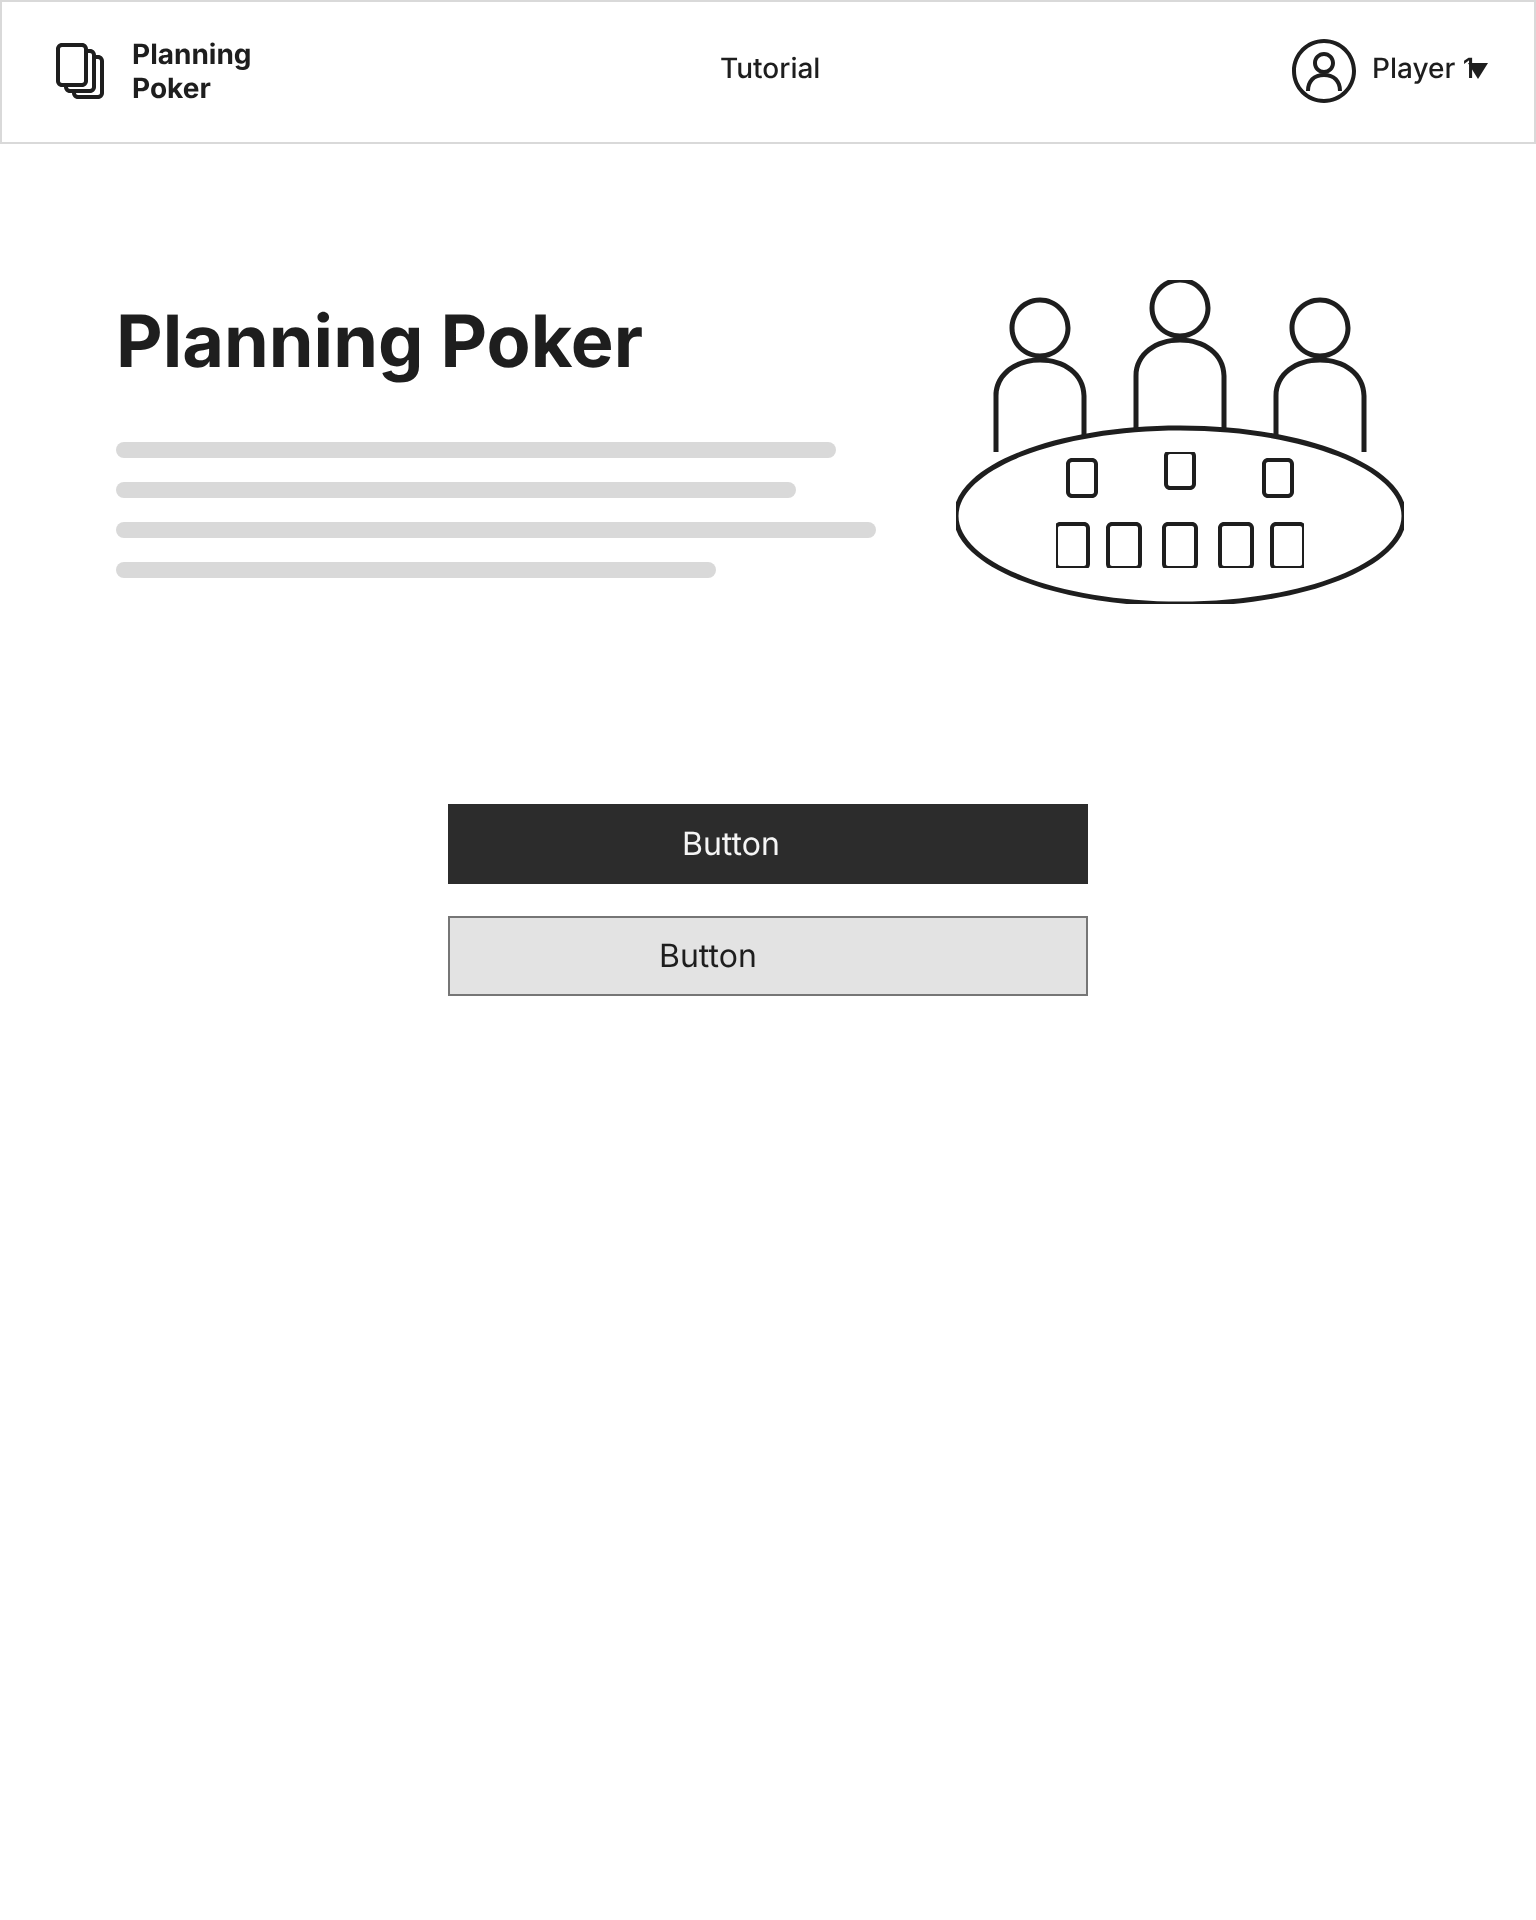 Planning
Poker
Tutorial
Player 1
Planning Poker
Button
Button